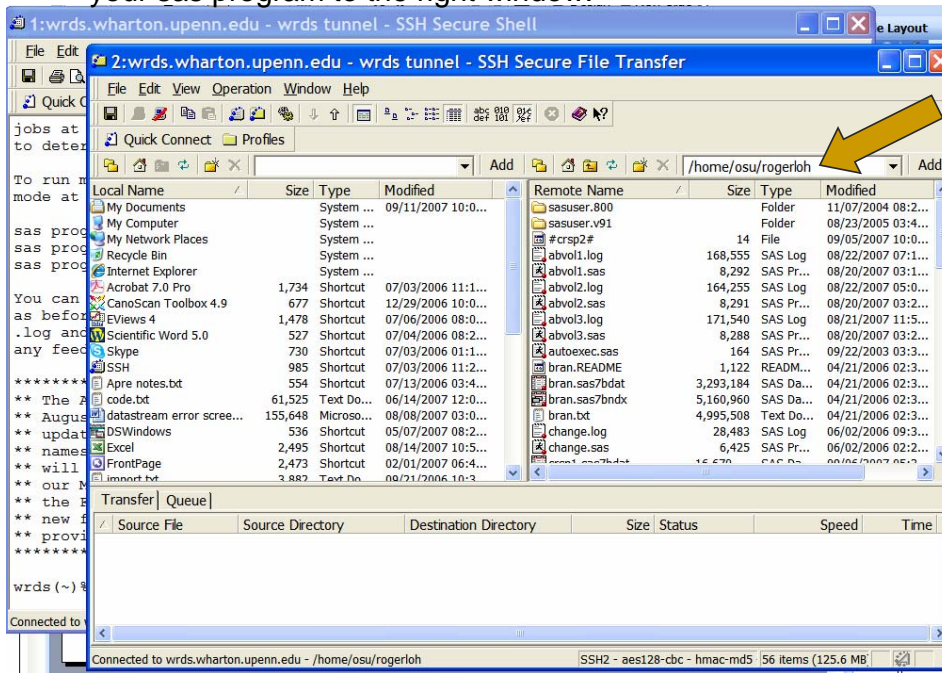 your sas program to the right window.
1:wrds.wharton.upenn.edu - wrds tunnel - SSH Secure Shell
e Layout
File Edit
2:wrds.wharton.upenn.edu - wrds tunnel - SSH Secure File Transfer
File Edit View Operation Window Help
Quick Connect Profiles
Add /home/osu/rogerloh Add
Local Name Size Type Modified
My Documents System ... 09/11/2007 10:0...
My Computer System ...
My Network Places System ...
Recycle Bin System ...
Internet Explorer System ...
Acrobat 7.0 Pro 1,734 Shortcut 07/03/2006 11:1...
CanoScan Toolbox 4.9 677 Shortcut 12/29/2006 10:0...
EViews 4 1,478 Shortcut 07/06/2006 08:0...
Scientific Word 5.0 527 Shortcut 07/04/2006 08:2...
Skype 730 Shortcut 07/03/2006 01:1...
SSH 985 Shortcut 07/03/2006 11:2...
Apre notes.txt 554 Shortcut 07/13/2006 03:4...
code.txt 61,525 Text Do... 06/14/2007 12:0...
datastream error scree... 155,648 Microso... 08/08/2007 03:0...
DSWindows 536 Shortcut 05/07/2007 08:2...
Excel 2,495 Shortcut 08/14/2007 10:5...
FrontPage 2,473 Shortcut 02/01/2007 06:4...
import.txt 3,882 Text Do... 09/21/2006 10:3...
Remote Name Size Type Modified
sasuser.800 Folder 11/07/2004 08:2...
sasuser.v91 Folder 08/23/2005 03:4...
#crsp2# 14 File 09/05/2007 10:0...
abvol1.log 168,555 SAS Log 08/22/2007 07:1...
abvol1.sas 8,292 SAS Pr... 08/20/2007 03:1...
abvol2.log 164,255 SAS Log 08/22/2007 05:0...
abvol2.sas 8,291 SAS Pr... 08/20/2007 03:2...
abvol3.log 171,540 SAS Log 08/21/2007 11:5...
abvol3.sas 8,288 SAS Pr... 08/20/2007 03:2...
autoexec.sas 164 SAS Pr... 09/22/2003 03:3...
bran.README 1,122 READM... 04/21/2006 02:3...
bran.sas7bdat 3,293,184 SAS Da... 04/21/2006 02:3...
bran.sas7bndx 5,160,960 SAS Da... 04/21/2006 02:3...
bran.txt 4,995,508 Text Do... 04/21/2006 02:3...
change.log 28,483 SAS Log 06/02/2006 09:3...
change.sas 6,425 SAS Pr... 06/02/2006 02:2...
crsp1.sas7bdat
Transfer Queue
Source File Source Directory Destination Directory Size Status Speed Time
Connected to wrds.wharton.upenn.edu - /home/osu/rogerloh SSH2 - aes128-cbc - hmac-md5 56 items (125.6 MB
Quick C
jobs at
to deter
To run m
mode at
sas prog
sas prog
sas prog
You can
as befor
.log and
any feed
********
** The A
** Augus
** updat
** names
** will
** our M
** the
** new f
** provi
********
wrds(~)%
Connected to